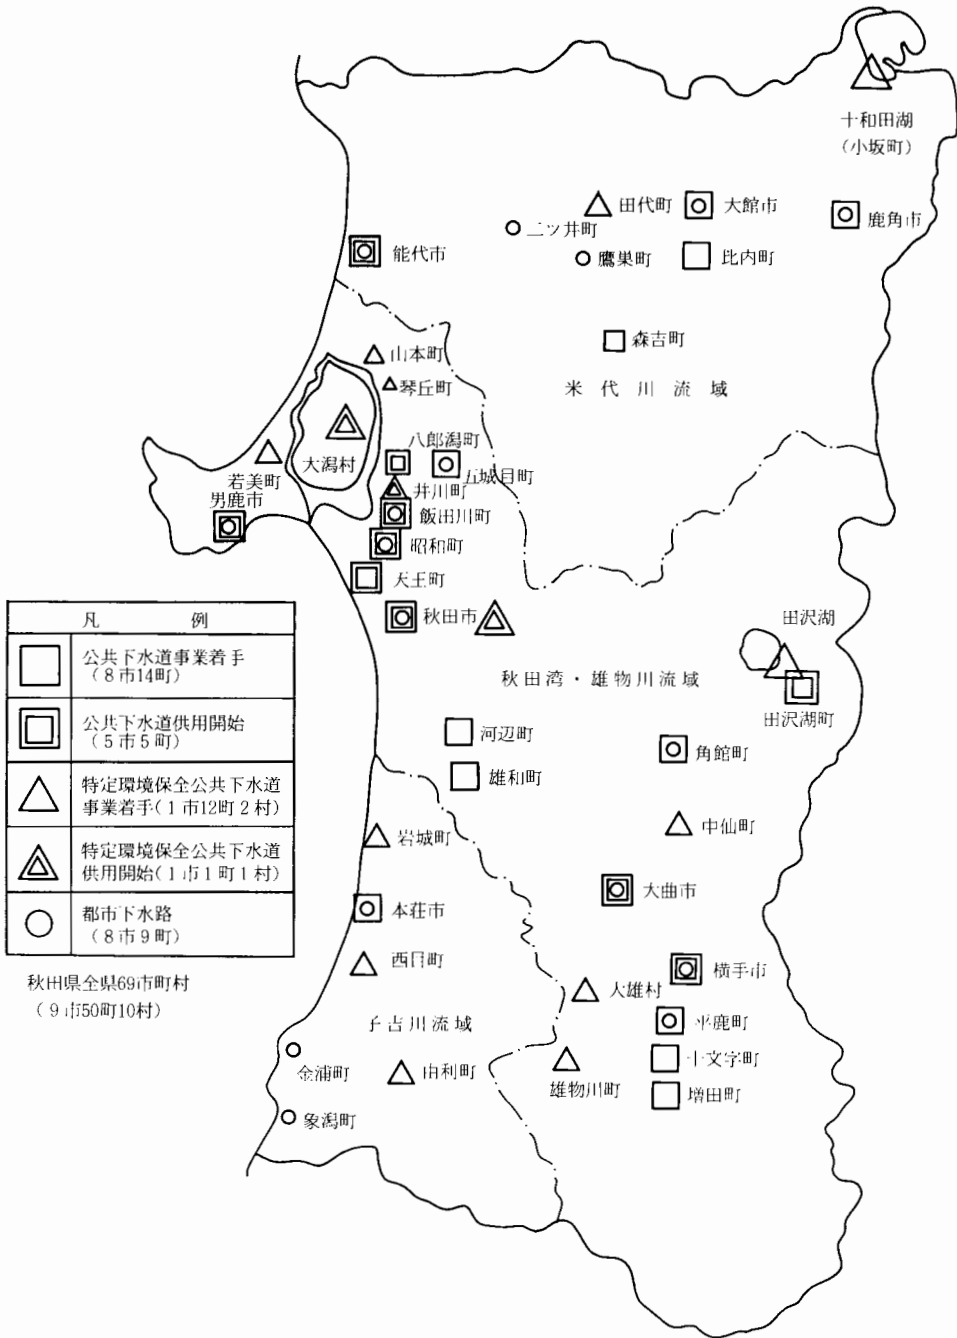 十和田湖
(小坂町)
田代町
大館市
鹿角市
二ツ井町
能代市
鷹巣町
比内町
森吉町
山本町
米代川流域
琴丘町
八郎潟町
大潟村
五城目町
若美町
井川町
男鹿市
飯田川町
昭和町
天王町
秋田市
田沢湖
秋田湾・雄物川流域
田沢湖町
河辺町
角館町
雄和町
中仙町
岩城町
大曲市
本荘市
西目町
横手市
大雄村
子吉川流域
平鹿町
金浦町
由利町
雄物川町
十文字町
増田町
象潟町
凡例
公共下水道事業着手
(8市14町)
公共下水道供用開始
(5市5町)
特定環境保全公共下水道
事業着手(1市12町2村)
特定環境保全公共下水道
供用開始(1市1町1村)
都市下水路
(8市9町)
秋田県全県69市町村
(9市50町10村)